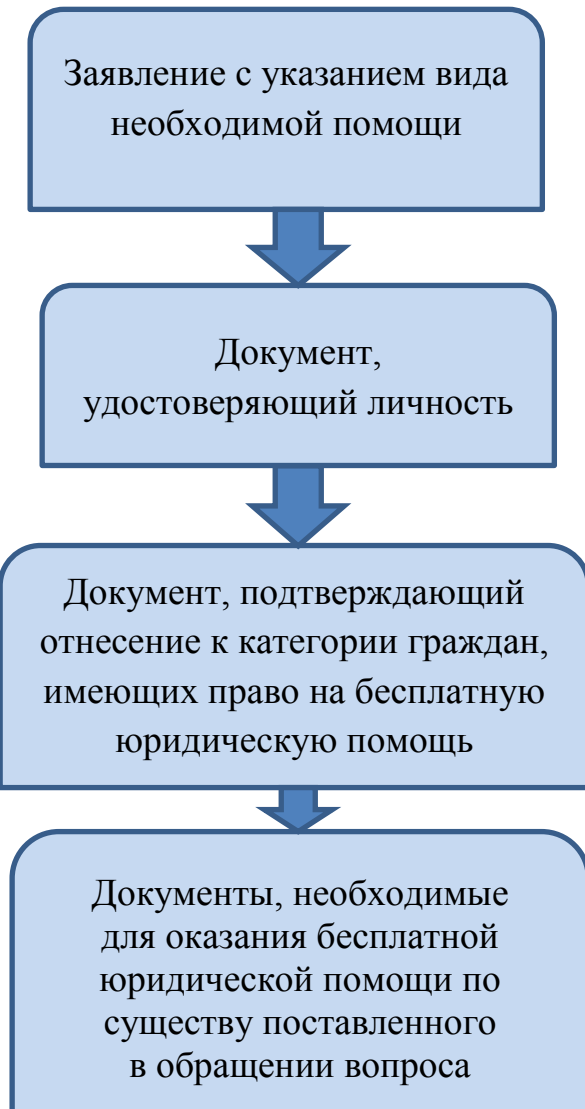 Заявление с указанием вида
необходимой помощи
Документ,
удостоверяющий личность
Документ, подтверждающий
отнесение к категории граждан,
имеющих право на бесплатную
юридическую помощь
Документы, необходимые
для оказания бесплатной
юридической помощи по
существу поставленного
в обращении вопроса